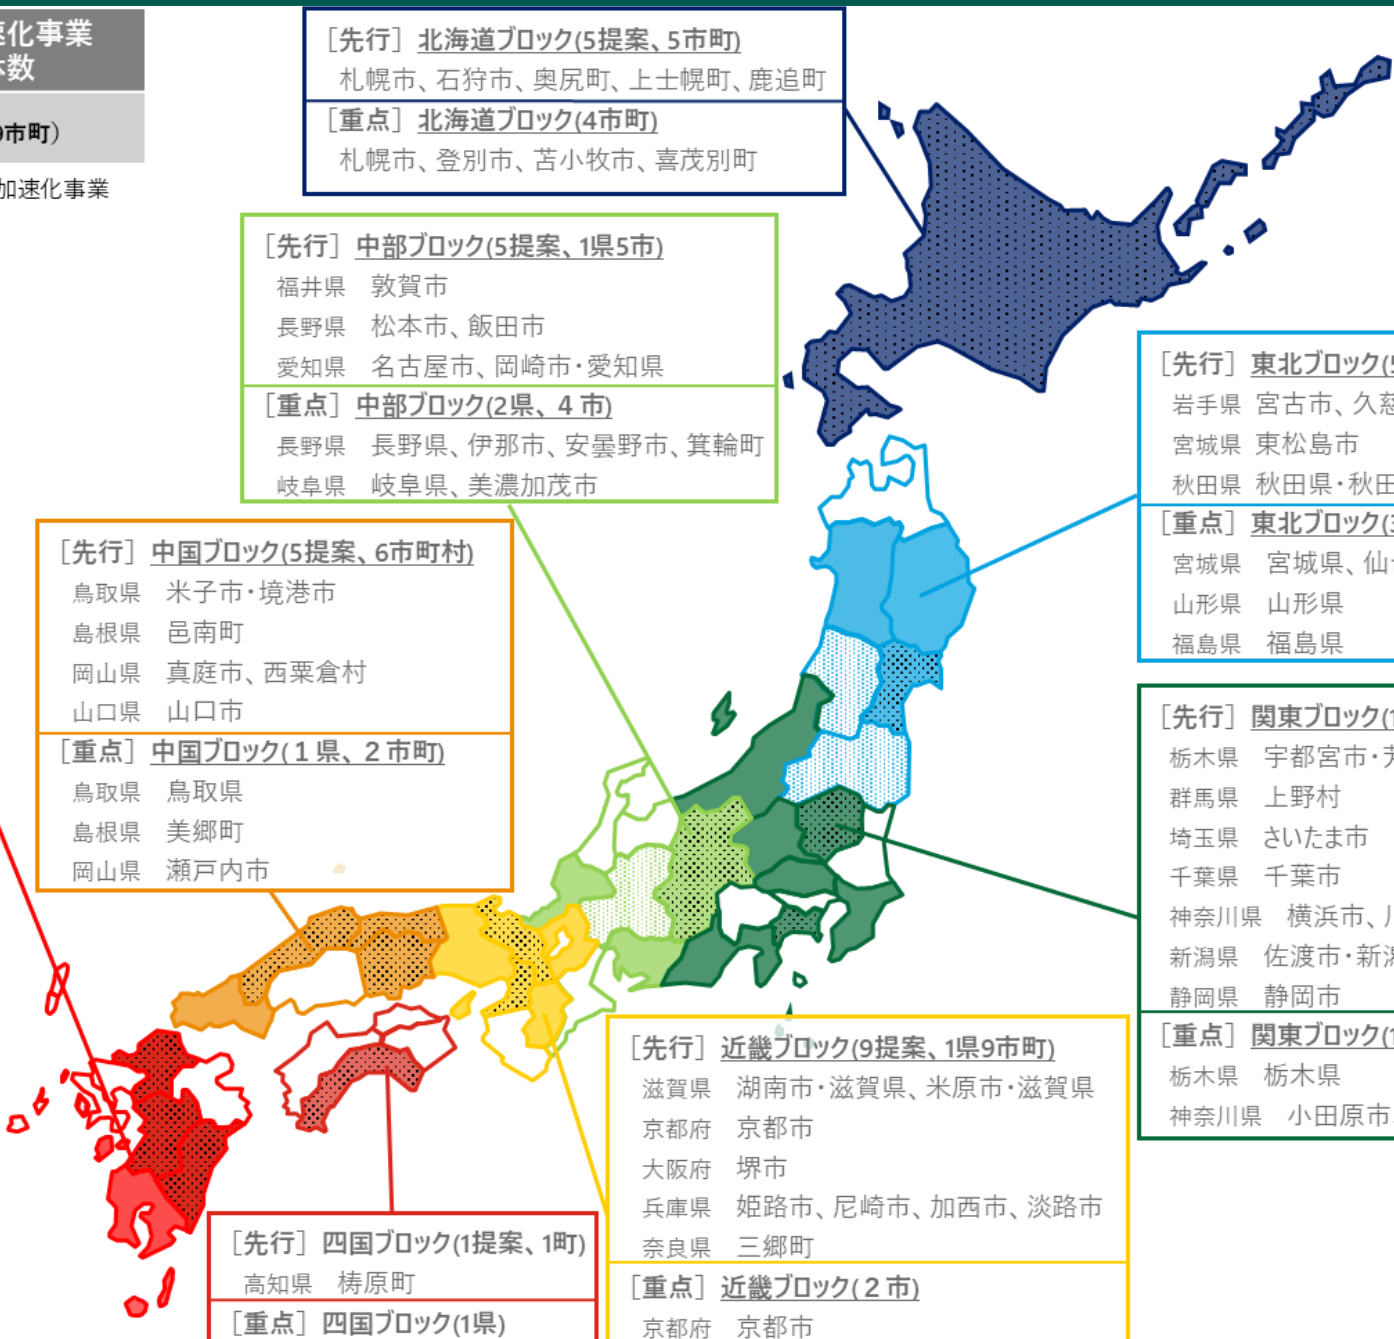 速化事業
体数
9市町）
加速化事業
［先行］北海道ブロック(5提案、5市町)
札幌市、石狩市、奥尻町、上士幌町、鹿追町
［重点］北海道ブロック(4市町)
札幌市、登別市、苫小牧市、喜茂別町
［先行］中部ブロック(5提案、1県5市)
福井県　敦賀市
長野県　松本市、飯田市
愛知県　名古屋市、岡崎市・愛知県
［重点］中部ブロック(2県、４市)
長野県　長野県、伊那市、安曇野市、箕輪町
岐阜県　岐阜県、美濃加茂市
［先行］東北ブロック(5
岩手県 宮古市、久慈
宮城県 東松島市
秋田県 秋田県・秋田
［重点］東北ブロック(3
宮城県　宮城県、仙
山形県　山形県
福島県　福島県
［先行］中国ブロック(5提案、6市町村)
鳥取県　米子市・境港市
島根県　邑南町
岡山県　真庭市、西粟倉村
山口県　山口市
［重点］中国ブロック(１県、２市町)
鳥取県　鳥取県
島根県　美郷町
岡山県　瀬戸内市
［先行］関東ブロック(1
栃木県　宇都宮市・芳
群馬県　上野村
埼玉県　さいたま市
千葉県　千葉市
神奈川県　横浜市、川
新潟県　佐渡市・新潟
静岡県　静岡市
［重点］関東ブロック(1
栃木県　栃木県
神奈川県　小田原市
［先行］近畿ブロック(9提案、1県9市町)
滋賀県　湖南市・滋賀県、米原市・滋賀県
京都府　京都市
大阪府　堺市
兵庫県　姫路市、尼崎市、加西市、淡路市
奈良県　三郷町
［重点］近畿ブロック(２市)
京都府　京都市
［先行］四国ブロック(1提案、1町)
高知県　梼原町
［重点］四国ブロック(1県)